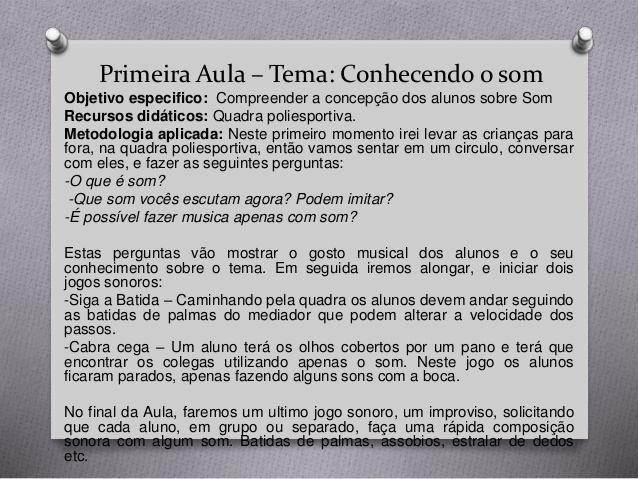 Primeira Aula – Tema: Conhecendo o som
Objetivo especifico: Compreender a concepção dos alunos sobre Som
Recursos didáticos: Quadra poliesportiva.
Metodologia aplicada: Neste primeiro momento irei levar as crianças para
fora, na quadra poliesportiva, então vamos sentar em um circulo, conversar
com eles, e fazer as seguintes perguntas:
-O que é som?
-Que som vocês escutam agora? Podem imitar?
-É possível fazer musica apenas com som?
Estas perguntas vão mostrar o gosto musical dos alunos e o seu
conhecimento sobre o tema. Em seguida iremos alongar, e iniciar dois
jogos sonoros:
-Siga a Batida – Caminhando pela quadra os alunos devem andar seguindo
as batidas de palmas do mediador que podem alterar a velocidade dos
passos.
-Cabra cega – Um aluno terá os olhos cobertos por um pano e terá que
encontrar os colegas utilizando apenas o som. Neste jogo os alunos
ficaram parados, apenas fazendo alguns sons com a boca.
No final da Aula, faremos um ultimo jogo sonoro, um improviso, solicitando
que cada aluno, em grupo ou separado, faça uma rápida composição
sonora com algum som. Batidas de palmas, assobios, estralar de dedos
etc.